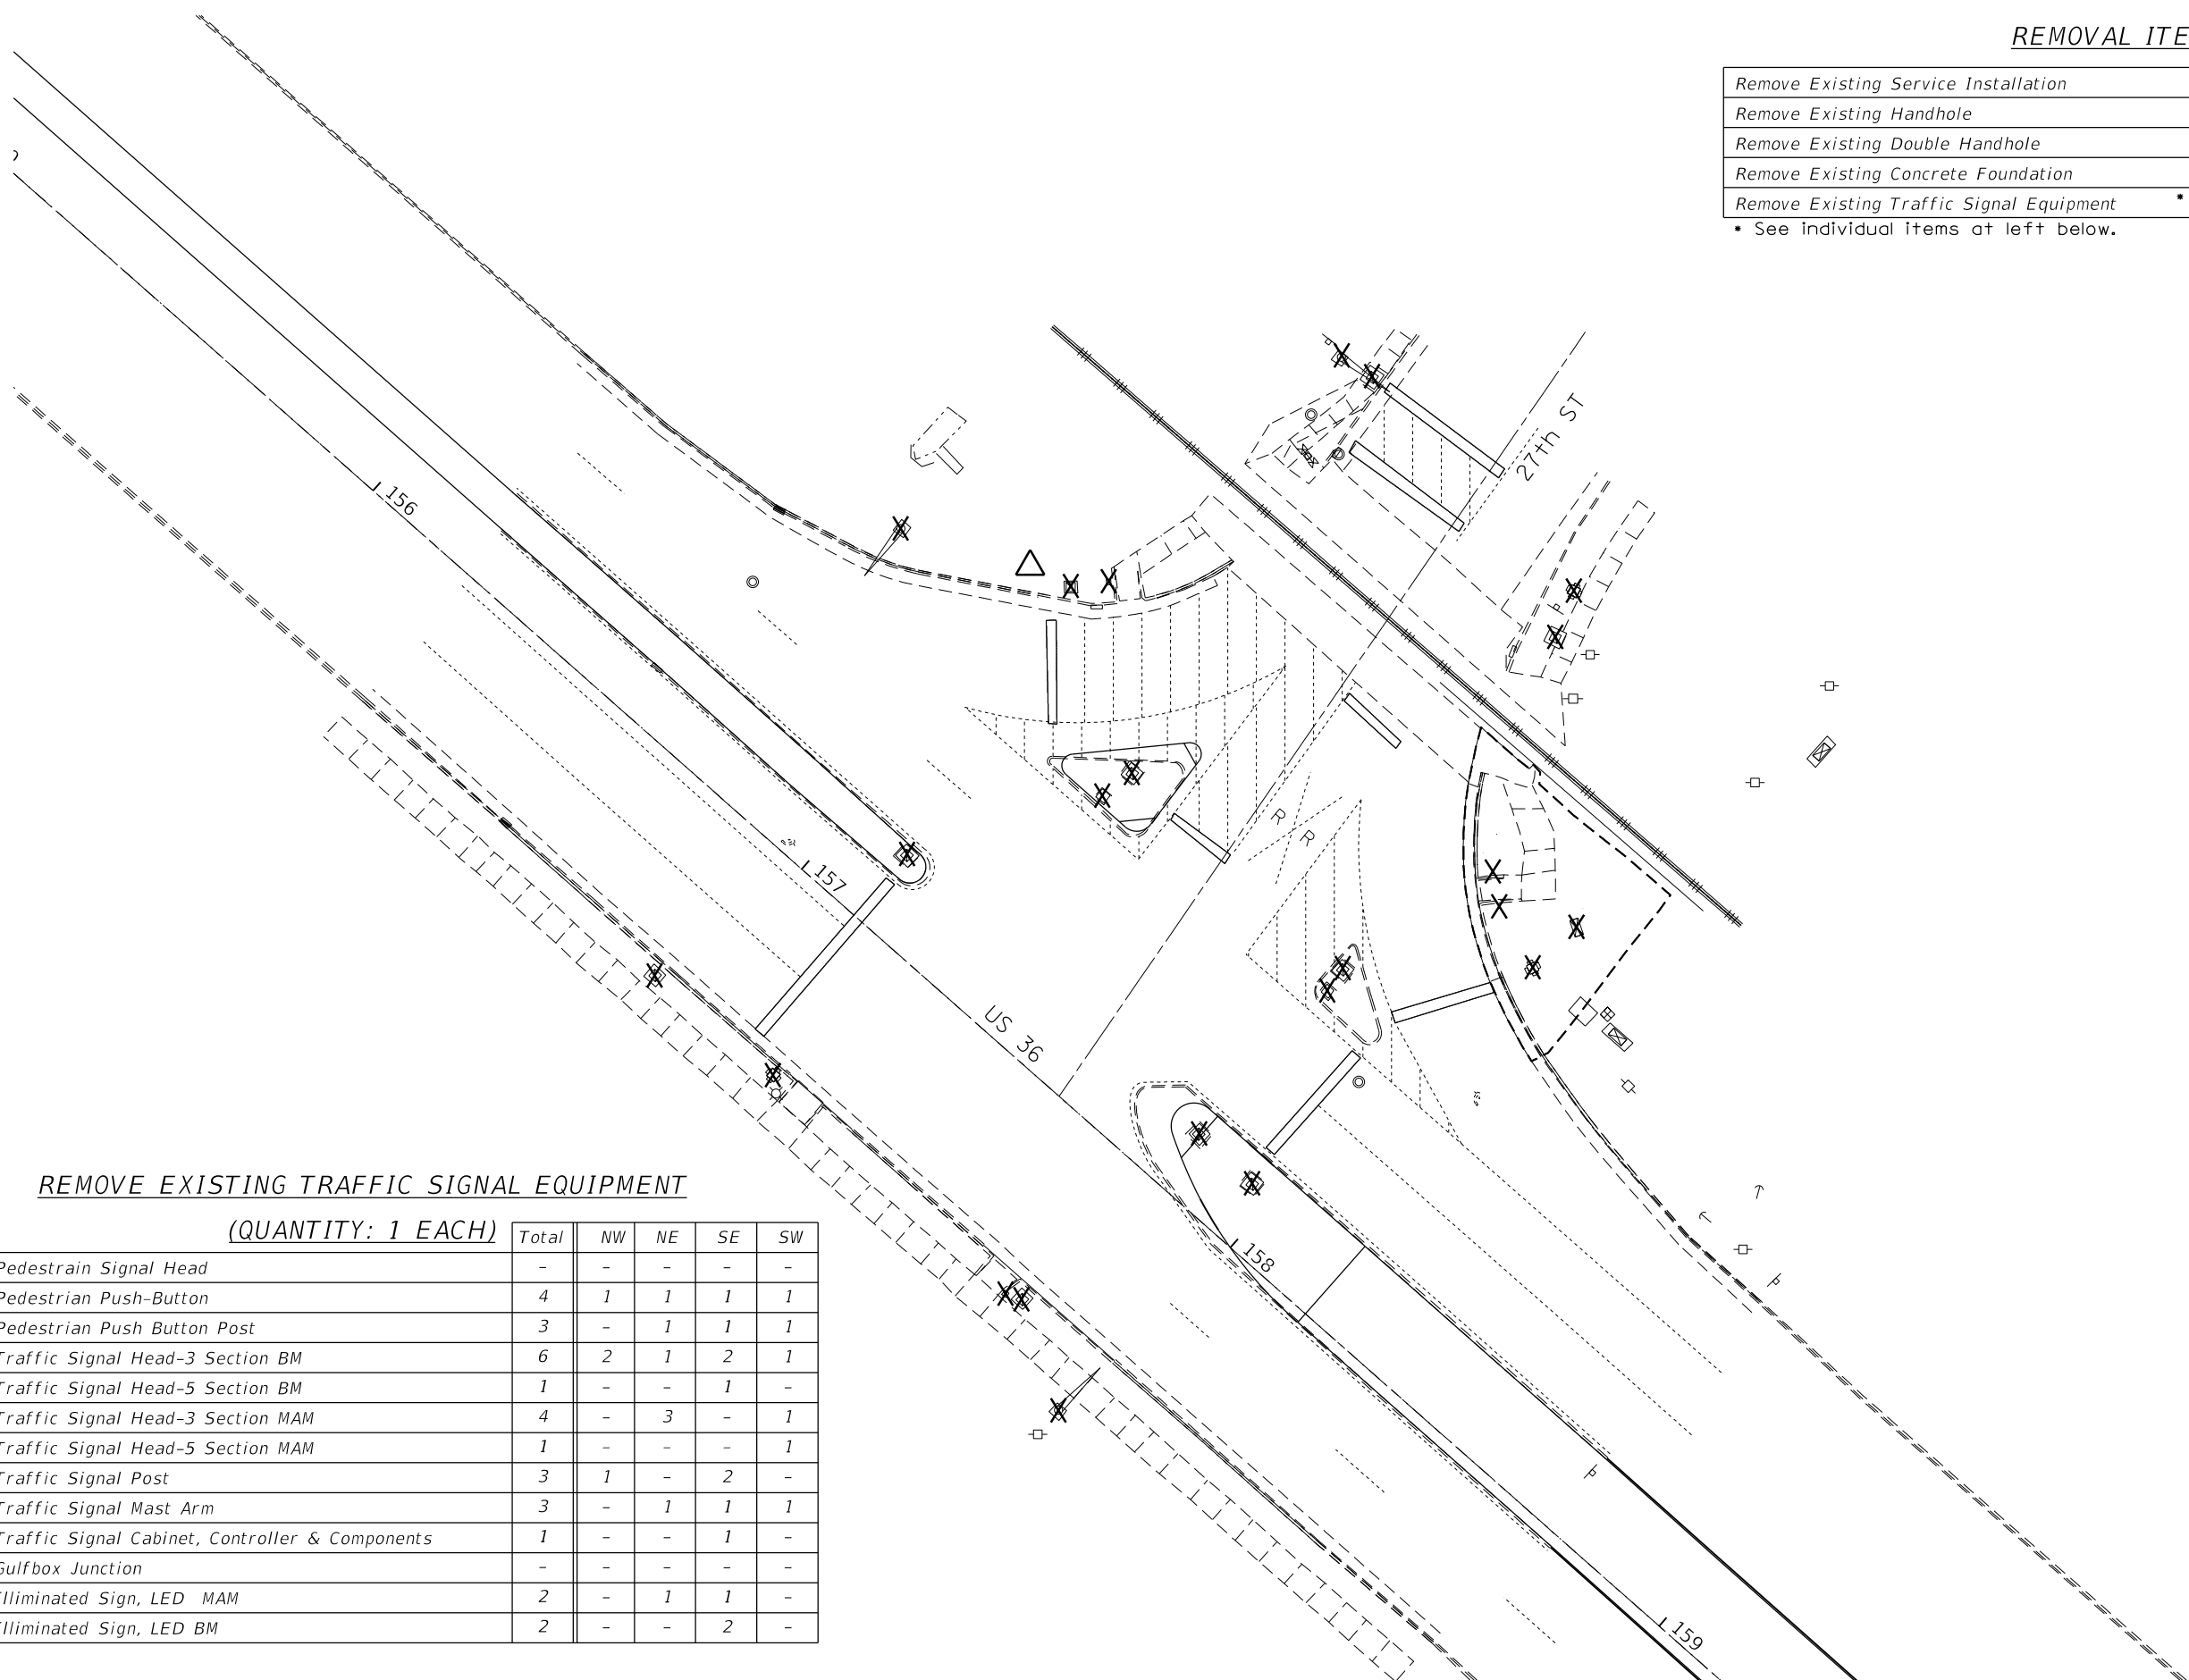 REMOVAL ITE
Remove Existing Service Installation
Remove Existing Handhole
Remove Existing Double Handhole
Remove Existing Concrete Foundation
Remove Existing Traffic Signal Equipment *
* See individual items at left below.
27th ST
156
157
R R
US 36
158
159
REMOVE EXISTING TRAFFIC SIGNAL EQUIPMENT
(QUANTITY: 1 EACH) Total NW NE SE SW
Pedestrain Signal Head - - - - -
Pedestrian Push-Button 4 1 1 1 1
Pedestrian Push Button Post 3 - 1 1 1
Traffic Signal Head-3 Section BM 6 2 1 2 1
Traffic Signal Head-5 Section BM 1 - - 1 -
Traffic Signal Head-3 Section MAM 4 - 3 - 1
Traffic Signal Head-5 Section MAM 1 - - - 1
Traffic Signal Post 3 1 - 2 -
Traffic Signal Mast Arm 3 - 1 1 1
Traffic Signal Cabinet, Controller & Components 1 - - 1 -
Gulfbox Junction - - - - -
Illiminated Sign, LED MAM 2 - 1 1 -
Illiminated Sign, LED BM 2 - - 2 -